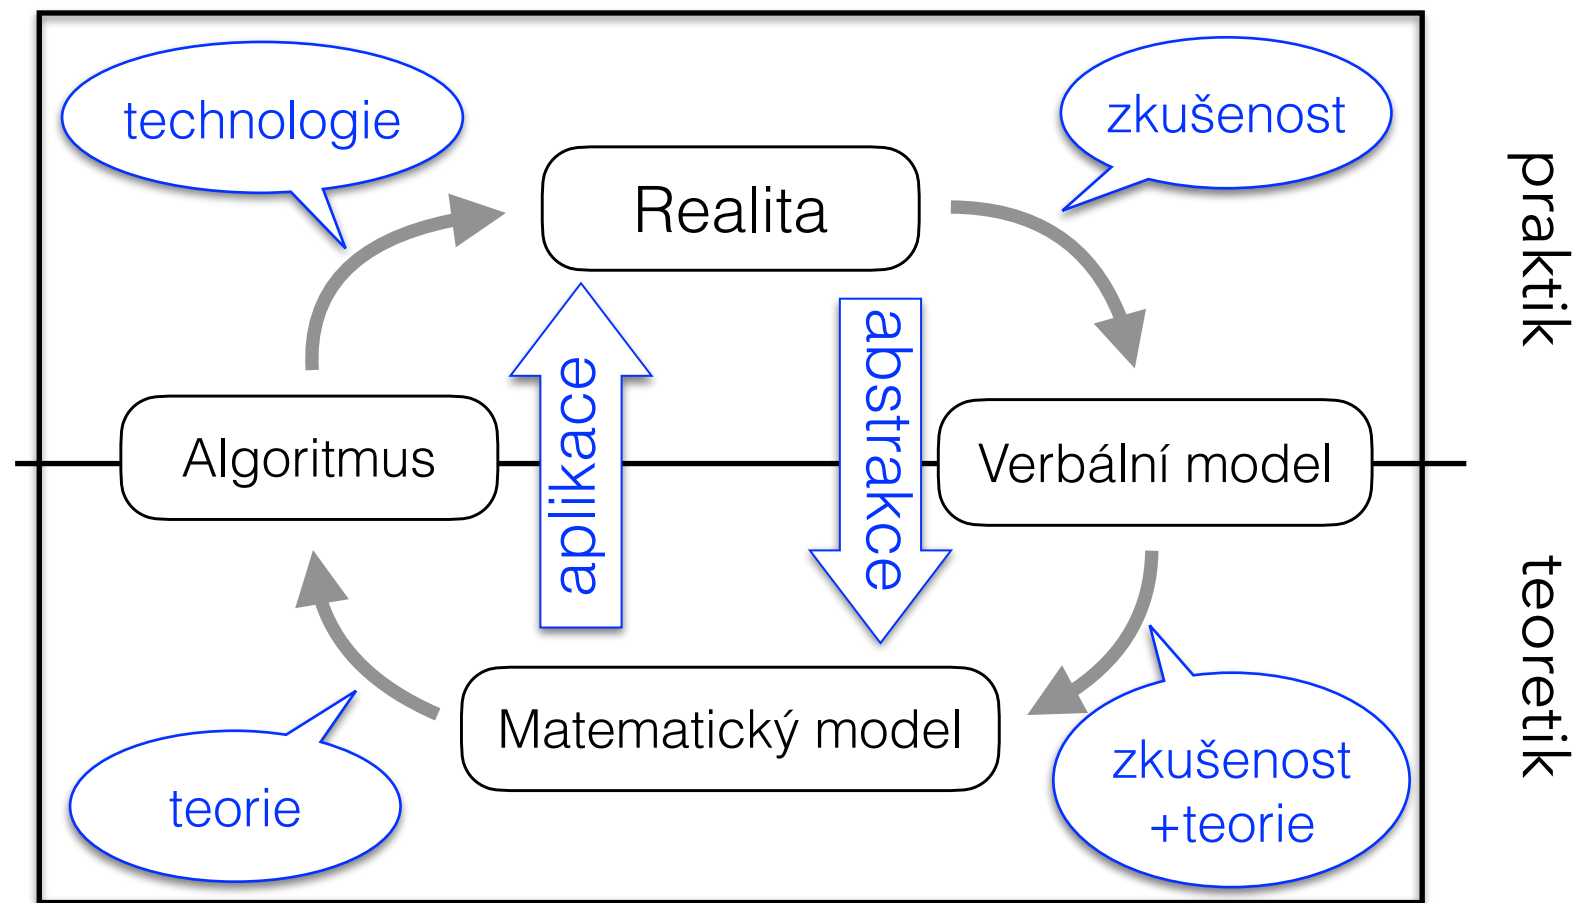 technologie
zkušenost
Realita
praktik
aplikace
abstrakce
Algoritmus
Verbální model
teoretik
Matematický model
teorie
zkušenost
+teorie